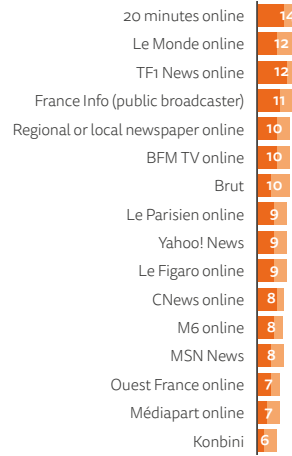 20 minutes online 14
Le Monde online 12
TF1 News online 12
France Info (public broadcaster) 11
Regional or local newspaper online 10
BFM TV online 10
Brut 10
Le Parisien online 9
Yahoo! News 9
Le Figaro online 9
CNews online 8
M6 online 8
MSN News 8
Ouest France online 7
Médiapart online 7
Konbini 6